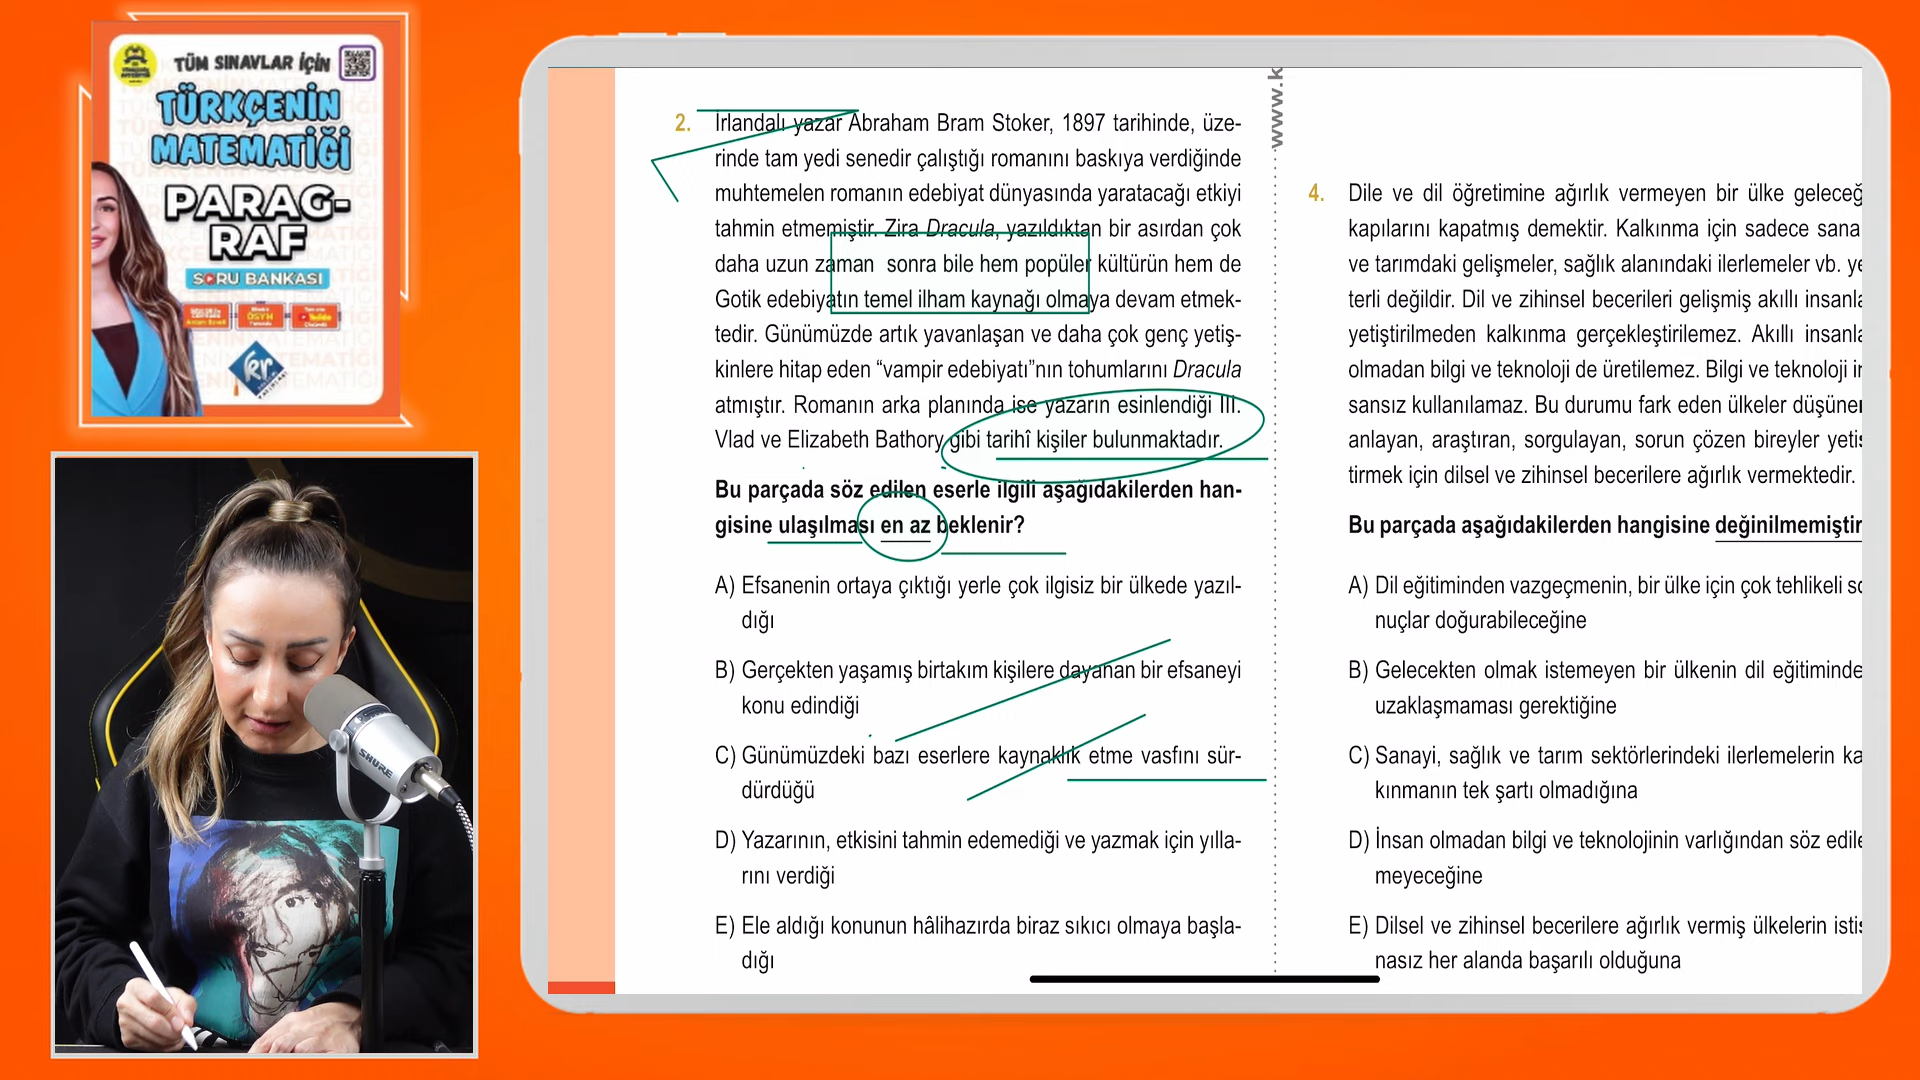 TÜM SINAVLAR İÇİN
TÜRKÇENİN
MATEMATİĞİ
PARAG-
RAF
SORU BANKASI
www.k
2. İrlandalı yazar Abraham Bram Stoker, 1897 tarihinde, üze-
rinde tam yedi senedir çalıştığı romanını baskıya verdiğinde
muhtemelen romanın edebiyat dünyasında yaratacağı etkiyi
tahmin etmemiştir. Zira Dracula, yazıldıktan bir asırdan çok
daha uzun zaman sonra bile hem popüler kültürün hem de
Gotik edebiyatın temel ilham kaynağı olmaya devam etmek-
tedir. Günümüzde artık yavanlaşan ve daha çok genç yetiş-
kinlere hitap eden “vampir edebiyatı”nın tohumlarını Dracula
atmıştır. Romanın arka planında ise yazarın esinlendiği III.
Vlad ve Elizabeth Bathory gibi tarihî kişiler bulunmaktadır.
Bu parçada söz edilen eserle ilgili aşağıdakilerden han-
gisine ulaşılması en az beklenir?
A) Efsanenin ortaya çıktığı yerle çok ilgisiz bir ülkede yazıl-
dığı
B) Gerçekten yaşamış birtakım kişilere dayanan bir efsaneyi
konu edindiği
C) Günümüzdeki bazı eserlere kaynaklık etme vasfını sür-
dürdüğü
D) Yazarının, etkisini tahmin edemediği ve yazmak için yılla-
rını verdiği
E) Ele aldığı konunun hâlihazırda biraz sıkıcı olmaya başla-
dığı
4. Dile ve dil öğretimine ağırlık vermeyen bir ülke geleceğ
kapılarını kapatmış demektir. Kalkınma için sadece sana
ve tarımdaki gelişmeler, sağlık alanındaki ilerlemeler vb. ye
terli değildir. Dil ve zihinsel becerileri gelişmiş akıllı insanla
yetiştirilmeden kalkınma gerçekleştirilemez. Akıllı insanla
olmadan bilgi ve teknoloji de üretilemez. Bilgi ve teknoloji in
sansız kullanılamaz. Bu durumu fark eden ülkeler düşünen
anlayan, araştıran, sorgulayan, sorun çözen bireyler yetiş
tirmek için dilsel ve zihinsel becerilere ağırlık vermektedir.
Bu parçada aşağıdakilerden hangisine değinilmemiştir
A) Dil eğitiminden vazgeçmenin, bir ülke için çok tehlikeli so
nuçlar doğurabileceğine
B) Gelecekten olmak istemeyen bir ülkenin dil eğitiminde
uzaklaşmaması gerektiğine
C) Sanayi, sağlık ve tarım sektörlerindeki ilerlemelerin ka
kınmanın tek şartı olmadığına
D) İnsan olmadan bilgi ve teknolojinin varlığından söz edile
meyeceğine
E) Dilsel ve zihinsel becerilere ağırlık vermiş ülkelerin istis
nasız her alanda başarılı olduğuna
SHURE